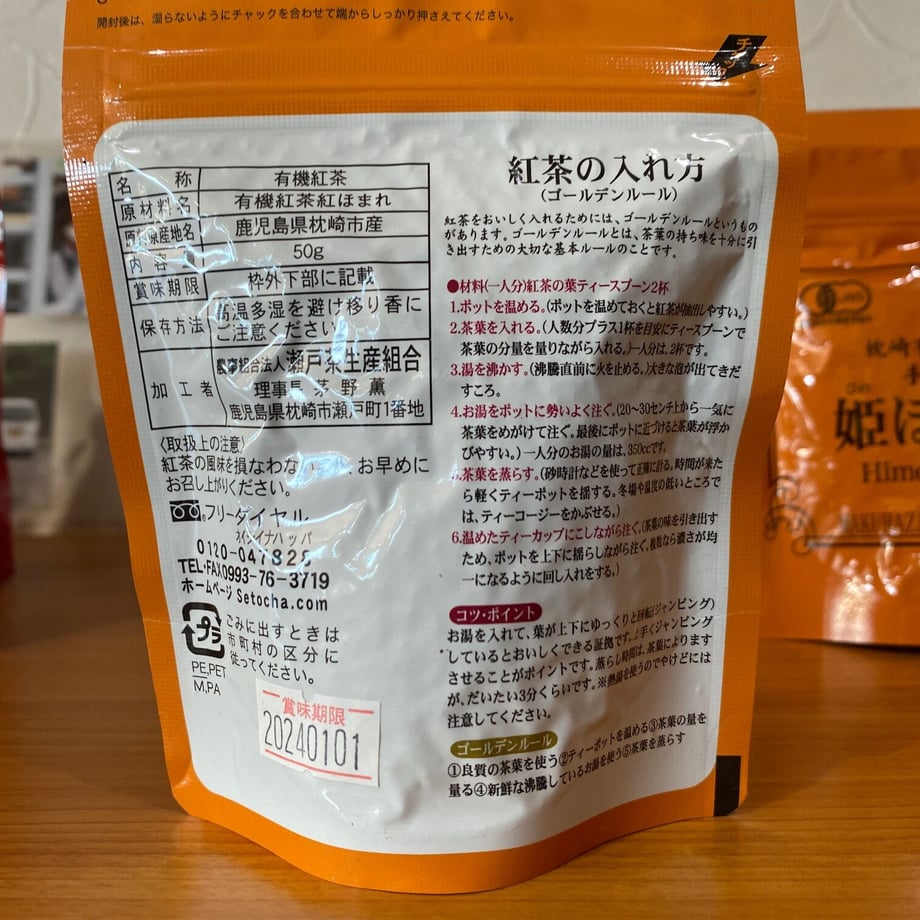 開封後は、湿らないようにチャックを合わせて端からしっかり押さえてください。
チャック
名 称 有機紅茶
原材料名 有機紅茶紅ほまれ
原料原産地名 鹿児島県枕崎市産
内容 50g
賞味期限 枠外下部に記載
保存方法 高温多湿を避け移り香に
ご注意ください
加工者 農事組合法人瀬戸茶生産組合
理事長 茅野薫
鹿児島県枕崎市瀬戸町1番地
〈取扱上の注意〉
紅茶の風味を損なわない お早めに
お召し上がりください。
フリーダイヤル
オイシイナハッパ
0120-047828
TEL・FAX0993-76-3719
ホームページ Setocha.com
プラ
ごみに出すときは
市町村の区分に
従ってください。
PE,PET
M,PA
賞味期限
20240101
紅茶の入れ方
(ゴールデンルール)
紅茶をおいしく入れるためには、ゴールデンルールというもの
があります。ゴールデンルールとは、茶葉の持ち味を十分に引
き出すための大切な基本ルールのことです。
●材料(一人分)紅茶の葉ティースプーン2杯
1.ポットを温める。(ポットを温めておくと紅茶が抽出しやすい。)
2.茶葉を入れる。(人数分プラス1杯を目安にティースプーンで
茶葉の分量を量りながら入れる。)一人分は、2杯です。
3.湯を沸かす。(沸騰直前に火を止める。)大きな泡が出てきだ
すころ。
4.お湯をポットに勢いよく注ぐ。(20~30センチ上から一気に
茶葉をめがけて注ぐ。最後にポットに近づけると茶葉が浮か
びやすい。)一人分のお湯の量は、350ccです。
5.茶葉を蒸らす。(砂時計などを使って正確に計る。時間が来た
ら軽くティーポットを揺する。冬場や温度の低いところで
は、ティーコージーをかぶせる。)
6.温めたティーカップにこしながら注ぐ。(茶葉の味を引き出す
ため、ポットを上下に揺らしながら注ぐ。複数なら濃さが均
一になるように回し入れをする。)
コツ・ポイント
お湯を入れて、葉が上下にゆっくりと回転(ジャンピング)
しているとおいしくできる証拠です。上手くジャンピング
させることがポイントです。蒸らし時間は、茶葉によります
が、だいたい3分くらいです。※熱湯を使うのでやけどには
注意してください。
ゴールデンルール
①良質の茶葉を使う②ティーポットを温める③茶葉の量を
量る④新鮮な沸騰しているお湯を使う⑤茶葉を蒸らす
JAS
枕崎
姫
Hime
MAKURAZ